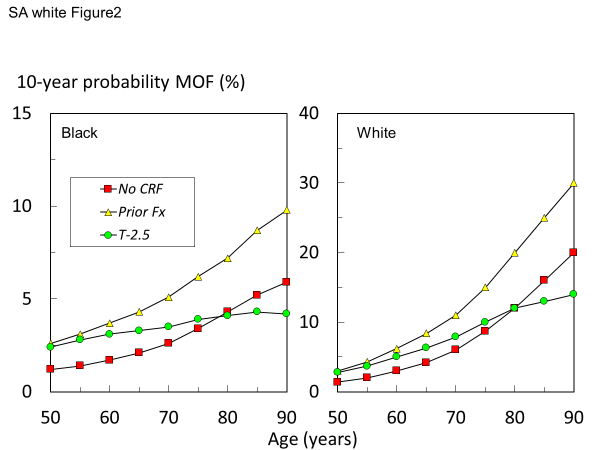 SA white Figure2
10-year probability MOF (%)
15
10
5
0
Black
No CRF
Prior Fx
T-2.5
50 60 70 80 90
40
30
20
10
0
White
50 60 70 80 90
Age (years)